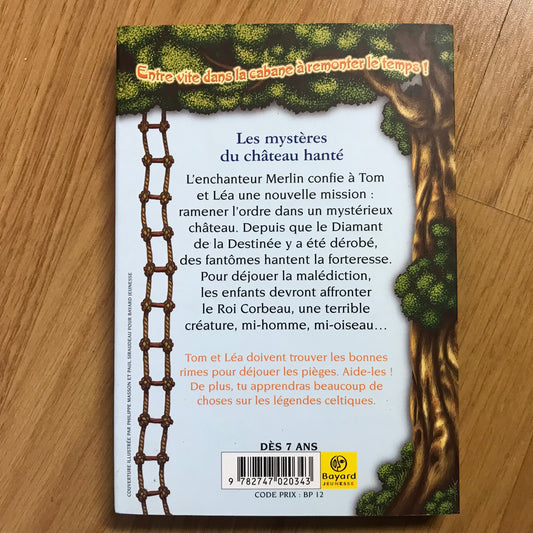 Entre vite dans la cabane à remonter le temps !
Les mystères
du château hanté
L'enchanteur Merlin confie à Tom
et Léa une nouvelle mission :
ramener l'ordre dans un mystérieux
château. Depuis que le Diamant
de la Destinée y a été dérobé,
des fantômes hantent la forteresse.
Pour déjouer la malédiction,
les enfants devront affronter
le Roi Corbeau, une terrible
créature, mi-homme, mi-oiseau…
Tom et Léa doivent trouver les bonnes
rimes pour déjouer les pièges. Aide-les !
De plus, tu apprendras beaucoup de
choses sur les légendes celtiques.
COUVERTURE ILLUSTRÉE PAR PHILIPPE MASSON ET PAUL SIRAUDEAU POUR BAYARD JEUNESSE
DÈS 7 ANS
9 782747 020343
CODE PRIX : BP 12
Bayard
JEUNESSE